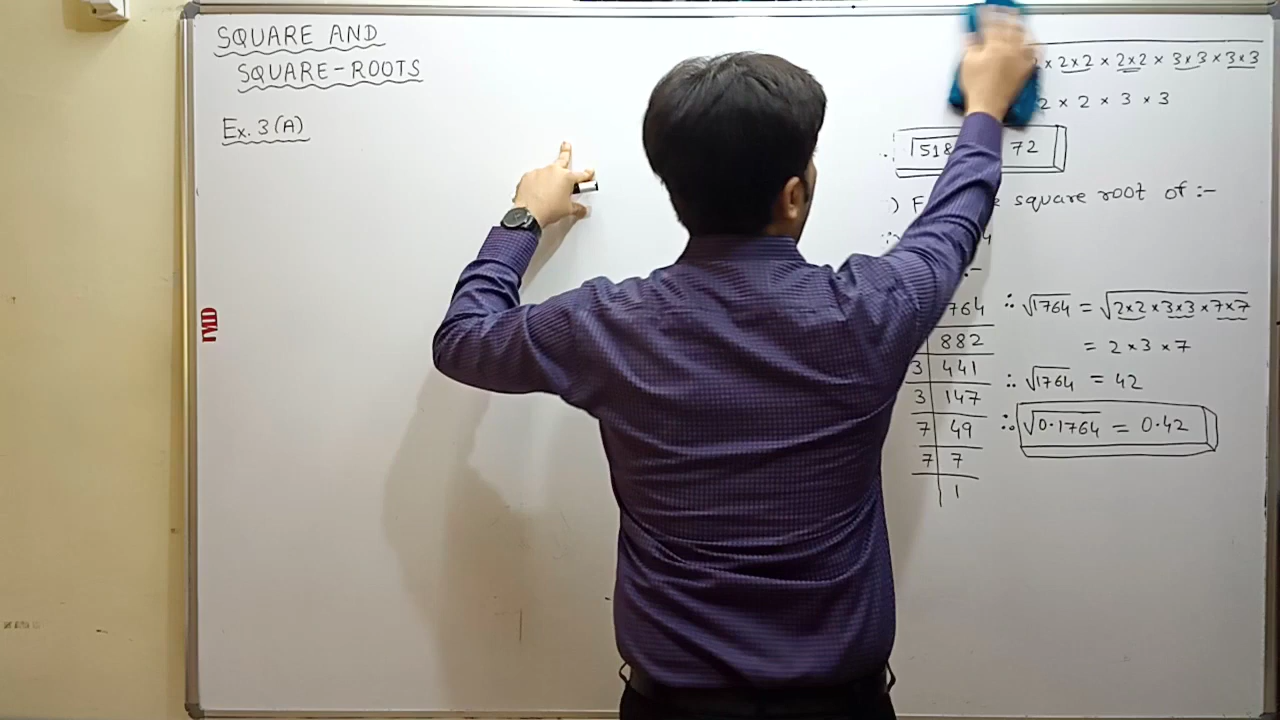 SQUARE AND
SQUARE-ROOTS
Ex. 3(A)
× 2×2 × 2×2 × 3×3 × 3×3
2 × 2 × 3 × 3
√518 72
) F square root of :-
4
:-
764 ∴ √1764 = √2×2×3×3×7×7
882 = 2×3×7
3 441 ∴ √1764 = 42
3 147
7 49 ∴ √0.1764 = 0.42
7 7
1